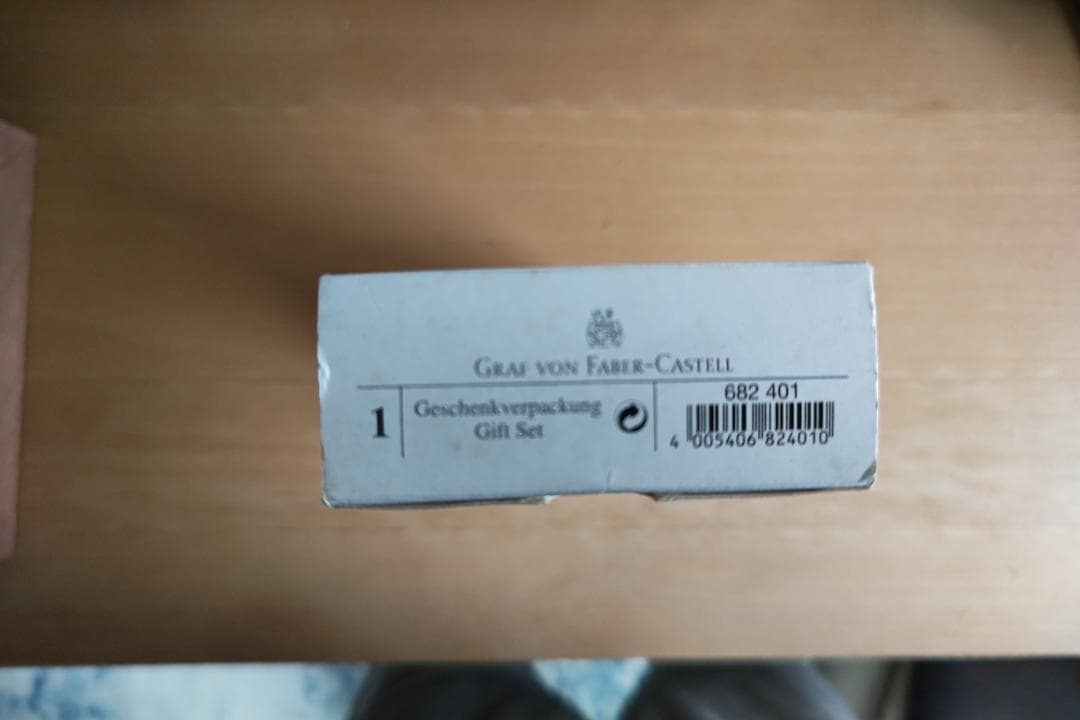 GRAF VON FABER-CASTELL
1
Geschenkverpackung
Gift Set
682 401
4 005406 824010